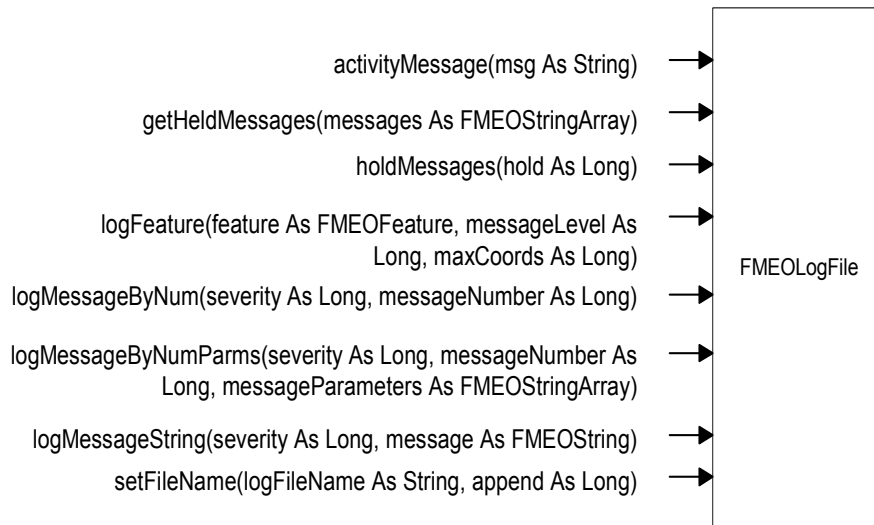 activityMessage(msg As String)
getHeldMessages(messages As FMEOStringArray)
holdMessages(hold As Long)
logFeature(feature As FMEOFeature, messageLevel As
Long, maxCoords As Long)
FMEOLogFile
logMessageByNum(severity As Long, messageNumber As Long)
logMessageByNumParms(severity As Long, messageNumber As
Long, messageParameters As FMEOStringArray)
logMessageString(severity As Long, message As FMEOString)
setFileName(logFileName As String, append As Long)